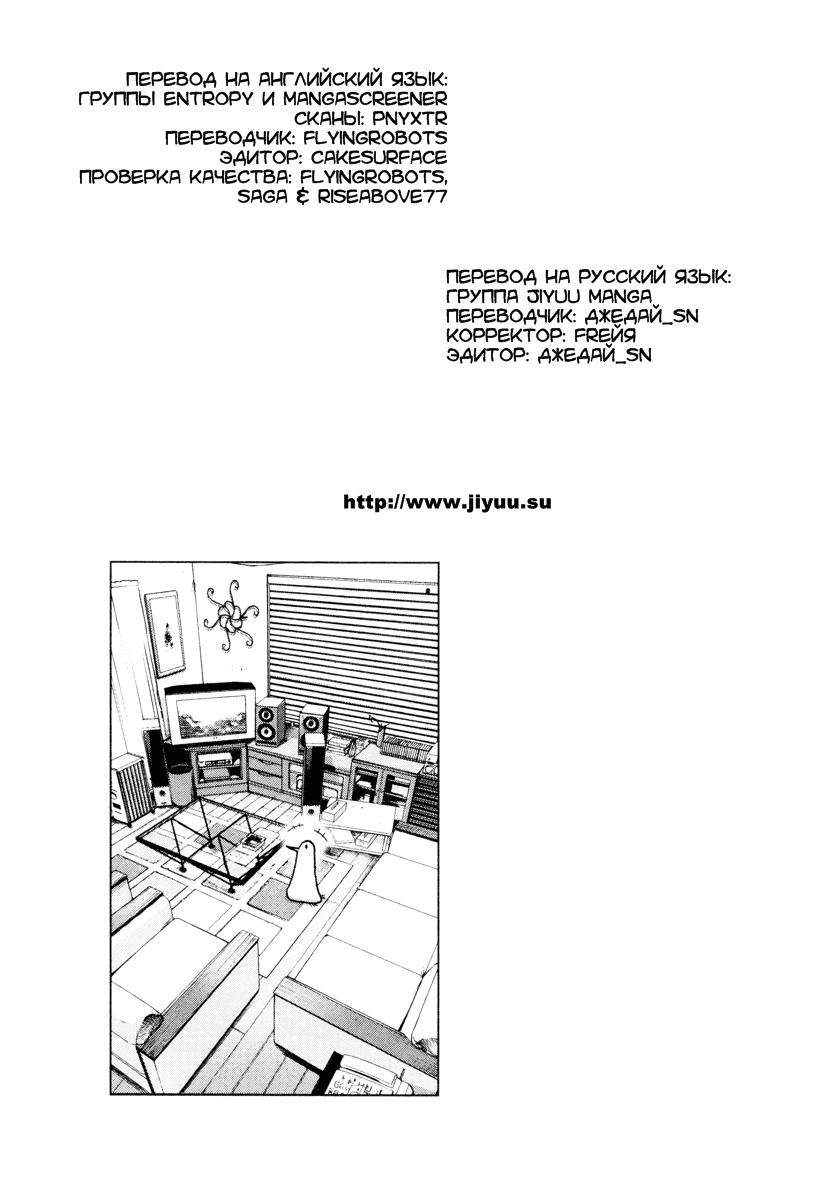 ПЕРЕВОД НА АНГЛИЙСКИЙ ЯЗЫК:
ГРУППЫ ENTROPY И MANGASCREENER
СКАНЫ: PNYXTR
ПЕРЕВОДЧИК: FLYINGROBOTS
ЭДИТОР: CAKESURFACE
ПРОВЕРКА КАЧЕСТВА: FLYINGROBOTS,
SAGA & RISEABOVE77
ПЕРЕВОД НА РУССКИЙ ЯЗЫК:
ГРУППА JIYUU MANGA
ПЕРЕВОДЧИК: ДЖЕДАЙ_SN
КОРРЕКТОР: FRЕЙЯ
ЭДИТОР: ДЖЕДАЙ_SN
http://www.jiyuu.su